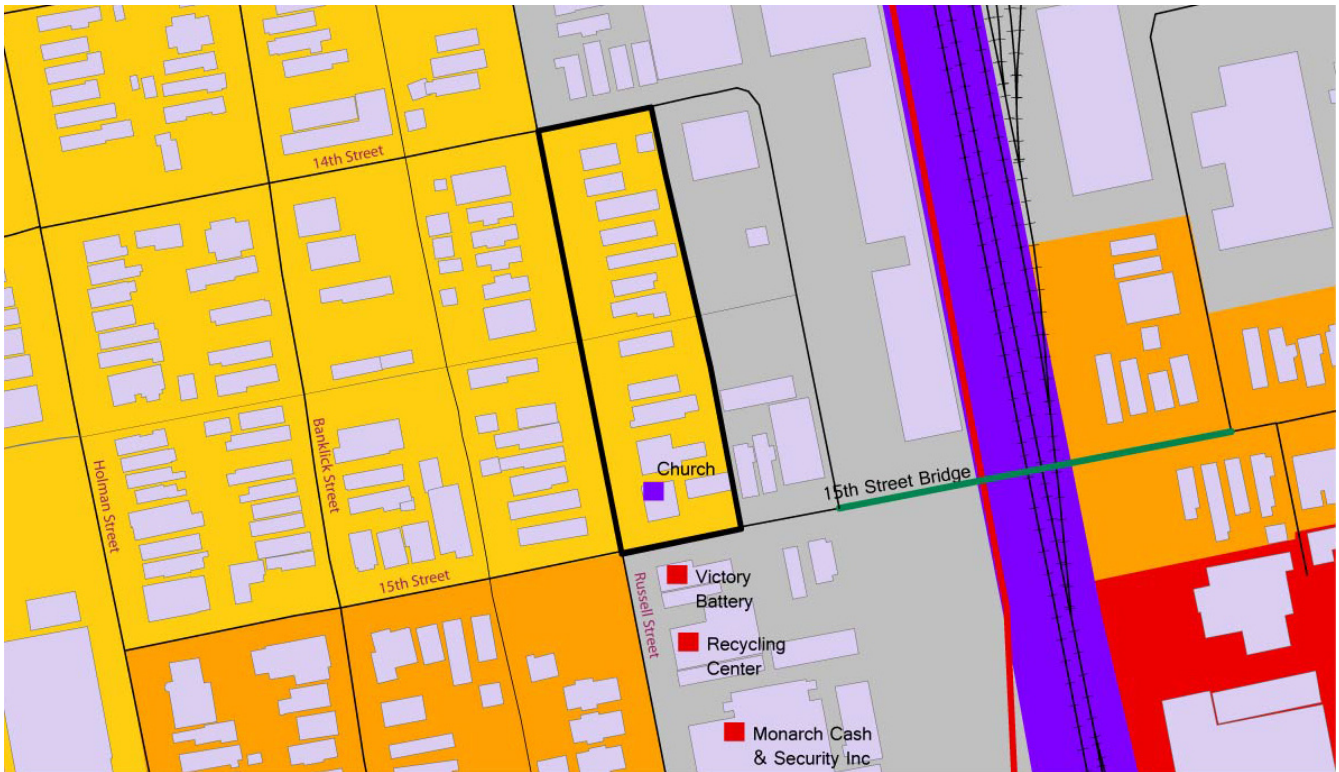 14th Street
Church
15th Street Bridge
Holman Street
Banklick Street
15th Street
Russell Street
Victory
Battery
Recycling
Center
Monarch Cash
& Security Inc